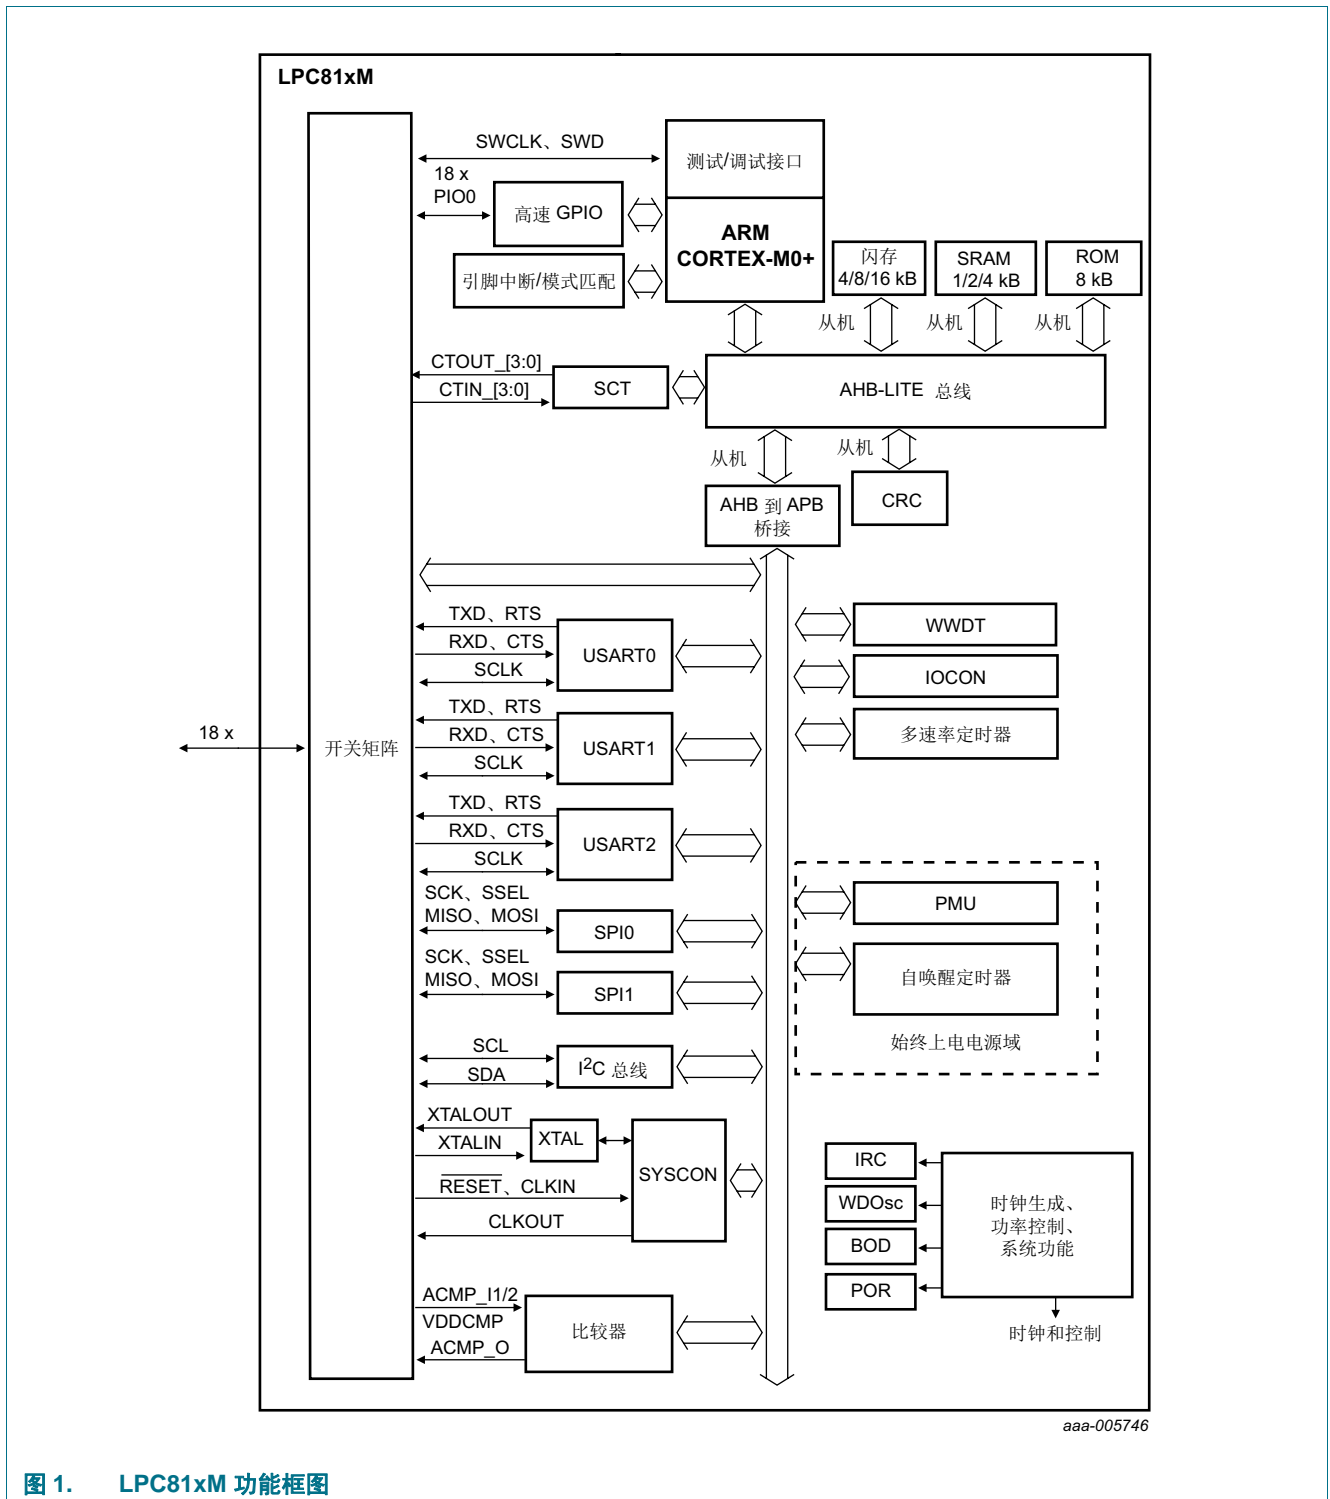 LPC81xM
SWCLK、SWD
测试/调试接口
18 x
PIO0
高速 GPIO
ARM
CORTEX-M0+
引脚中断/模式匹配
闪存
4/8/16 kB
SRAM
1/2/4 kB
ROM
8 kB
从机
从机
从机
CTOUT_[3:0]
CTIN_[3:0]
SCT
AHB-LITE 总线
从机
从机
AHB 到 APB
桥接
CRC
TXD、RTS
RXD、CTS
SCLK
USART0
WWDT
IOCON
TXD、RTS
RXD、CTS
SCLK
USART1
多速率定时器
18 x
开关矩阵
TXD、RTS
RXD、CTS
SCLK
USART2
SCK、SSEL
MISO、MOSI
SPI0
PMU
SCK、SSEL
MISO、MOSI
SPI1
自唤醒定时器
始终上电电源域
SCL
SDA
I2C 总线
XTALOUT
XTALIN
XTAL
SYSCON
RESET、CLKIN
CLKOUT
IRC
WDOsc
BOD
POR
时钟生成、
功率控制、
系统功能
时钟和控制
ACMP_I1/2
VDDCMP
ACMP_O
比较器
aaa-005746
图 1. LPC81xM 功能框图